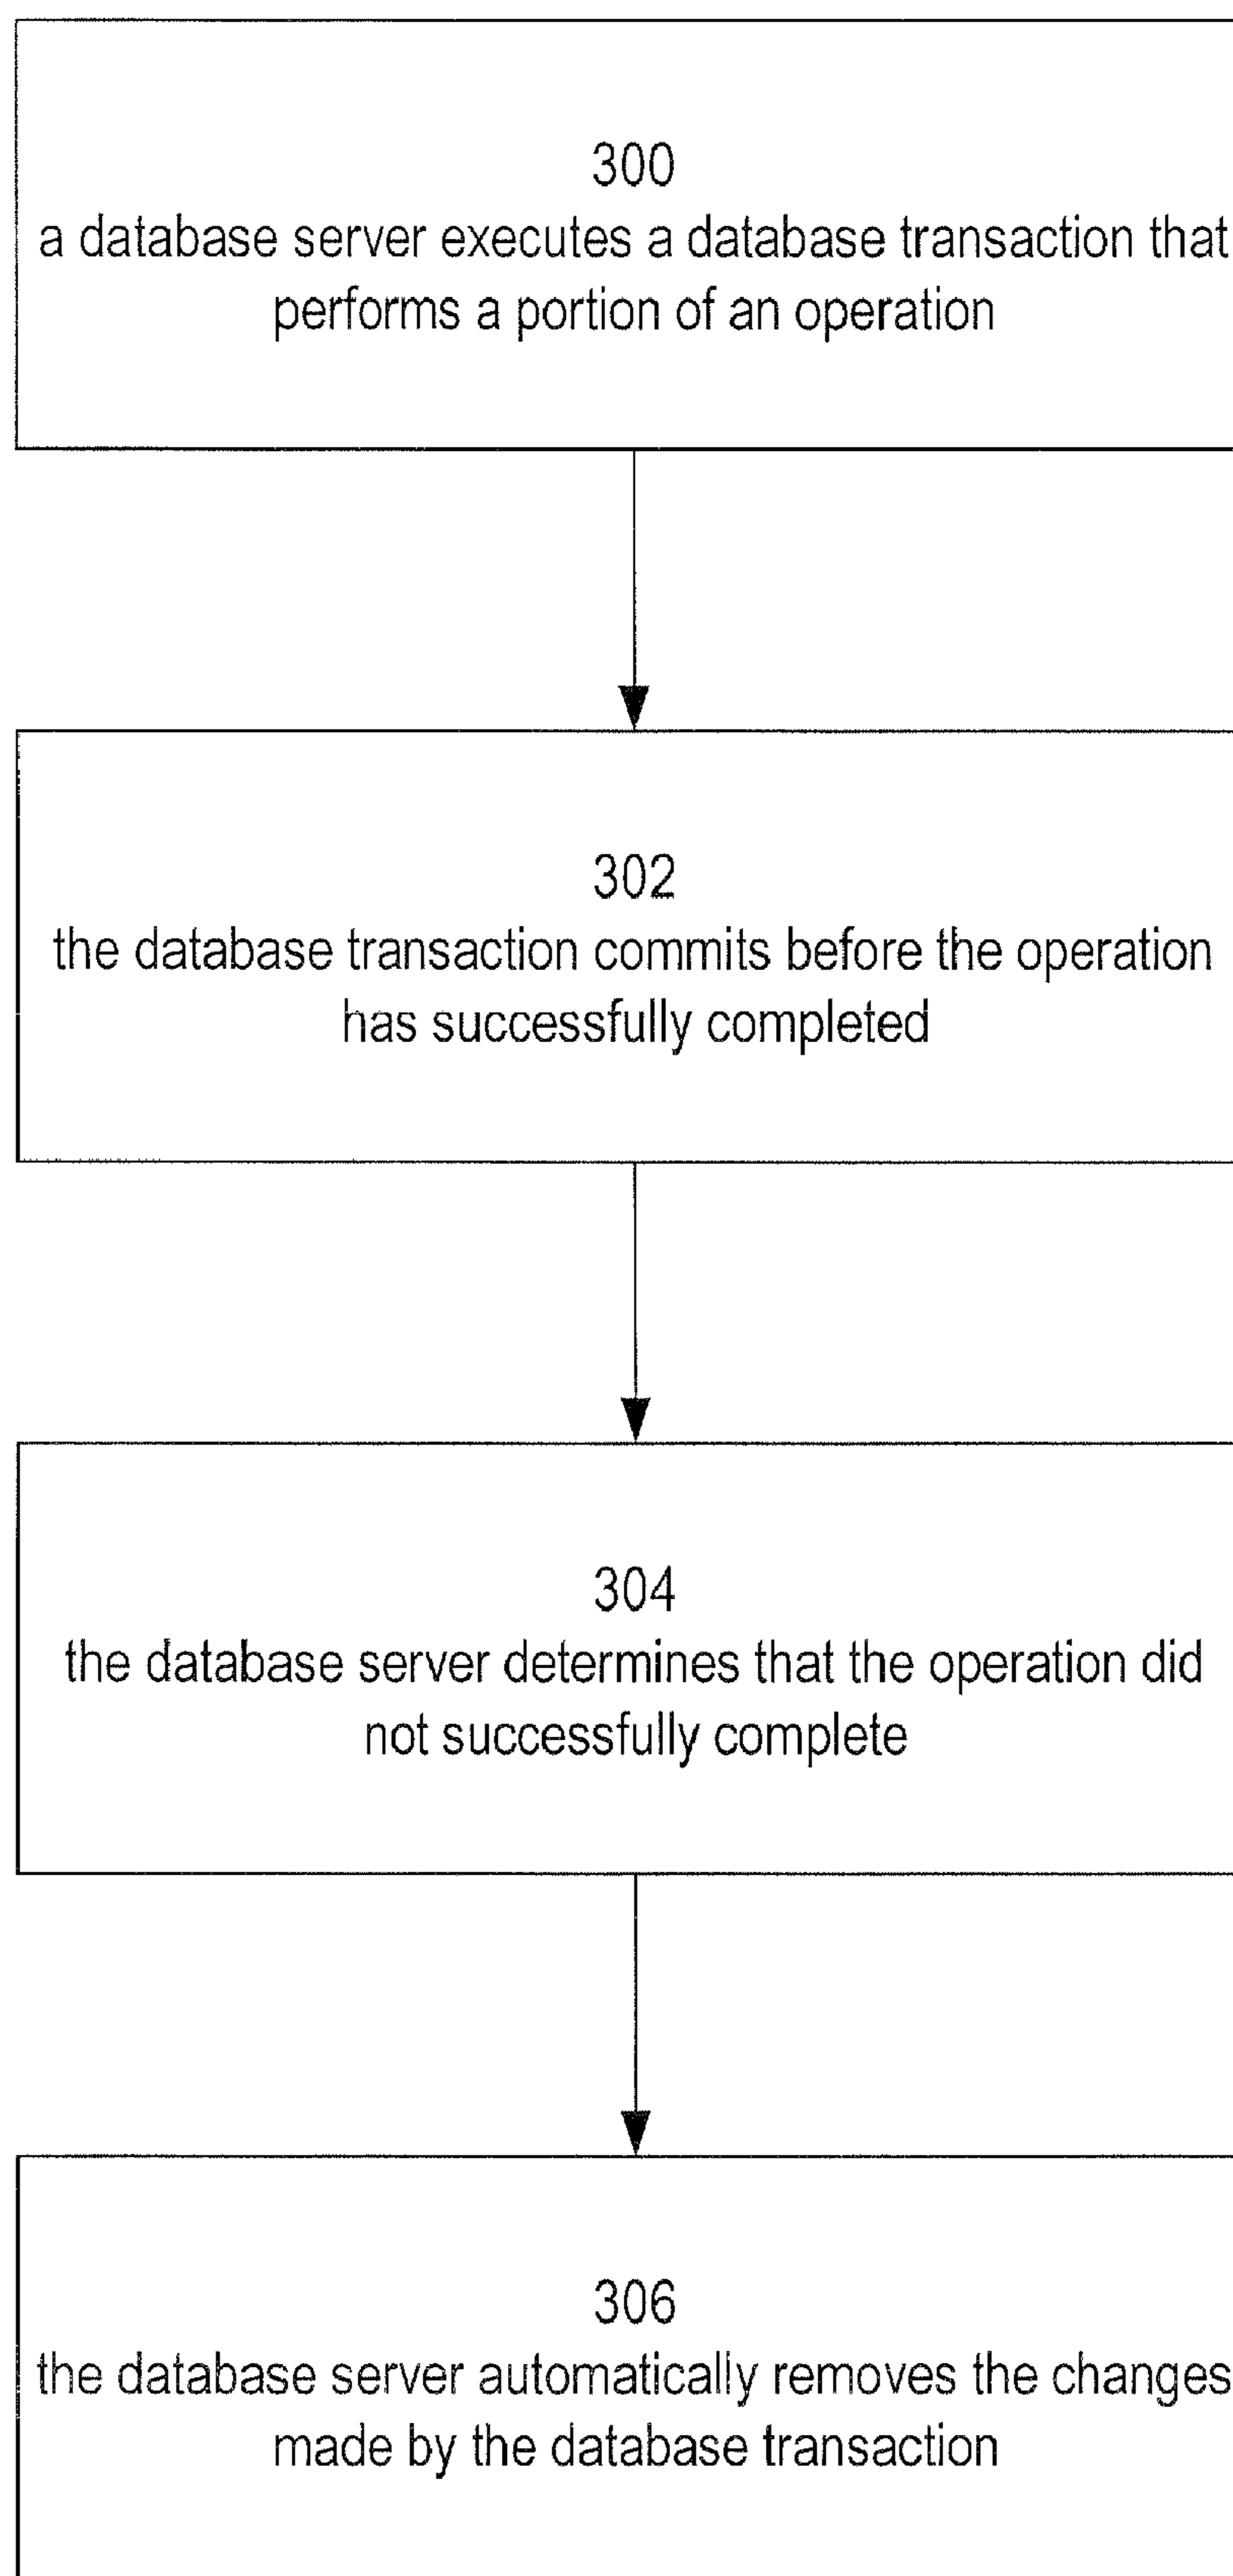 300
a database server executes a database transaction that
performs a portion of an operation
302
the database transaction commits before the operation
has successfully completed
304
the database server determines that the operation did
not successfully complete
306
the database server automatically removes the changes
made by the database transaction